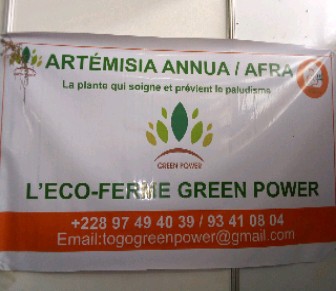 ARTÉMISIA ANNUA / AFRA
La plante qui soigne et prévient le paludisme
GREEN POWER
L'ECO-FERME GREEN POWER
+228 97 49 40 39 / 93 41 08 04
Email:togogreenpower@gmail.com